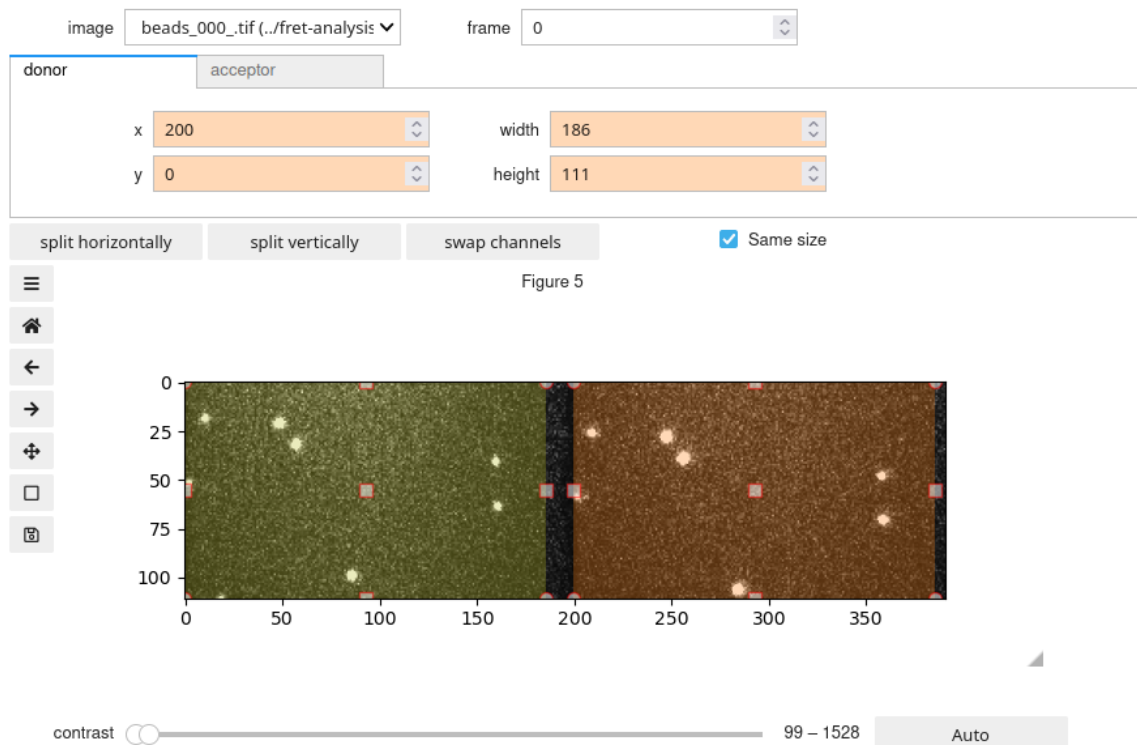 image beads_000_.tif (../fret-analysis frame 0
donor acceptor
x 200 width 186
y 0 height 111
split horizontally split vertically swap channels Same size
Figure 5
0
25
50
75
100
0 50 100 150 200 250 300 350
contrast 99 – 1528 Auto